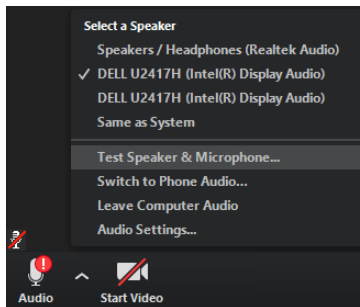 Select a Speaker
Speakers / Headphones (Realtek Audio)
DELL U2417H (Intel(R) Display Audio)
DELL U2417H (Intel(R) Display Audio)
Same as System
Test Speaker & Microphone...
Switch to Phone Audio...
Leave Computer Audio
Audio Settings...
Audio Start Video